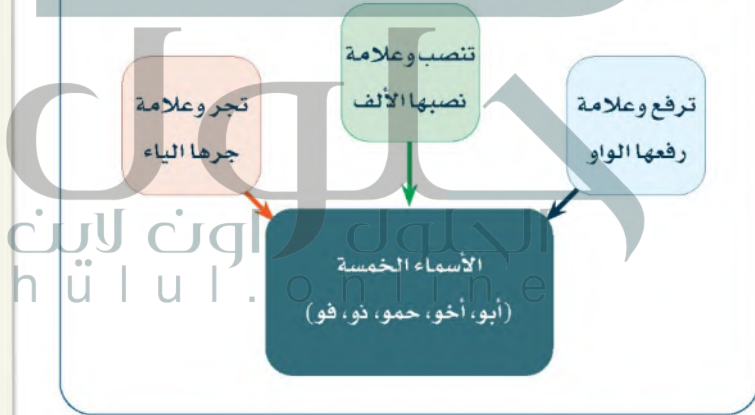 ترفع وعلامة
رفعها الواو
تنصب وعلامة
نصبها الألف
تجر وعلامة
جرها الياء
الأسماء الخمسة
(أبو، أخو، حمو، ذو، فو)
حلول
الحلول اون لاين
hulul.online